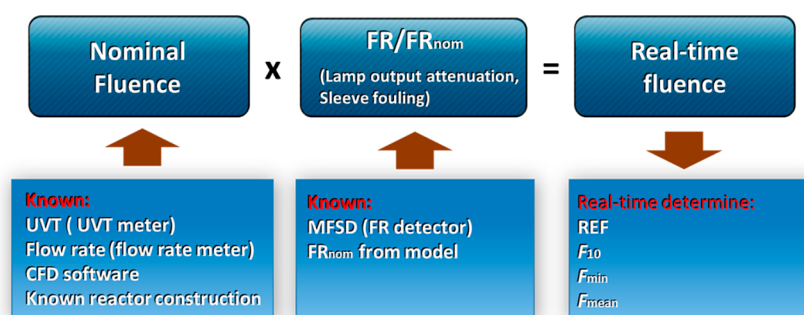 Nominal
Fluence
x
FR/FRnom
(Lamp output attenuation,
Sleeve fouling)
=
Real-time
fluence
Known:
UVT ( UVT meter)
Flow rate (flow rate meter)
CFD software
Known reactor construction
Known:
MFSD (FR detector)
FRnom from model
Real-time determine:
REF
F10
Fmin
Fmean